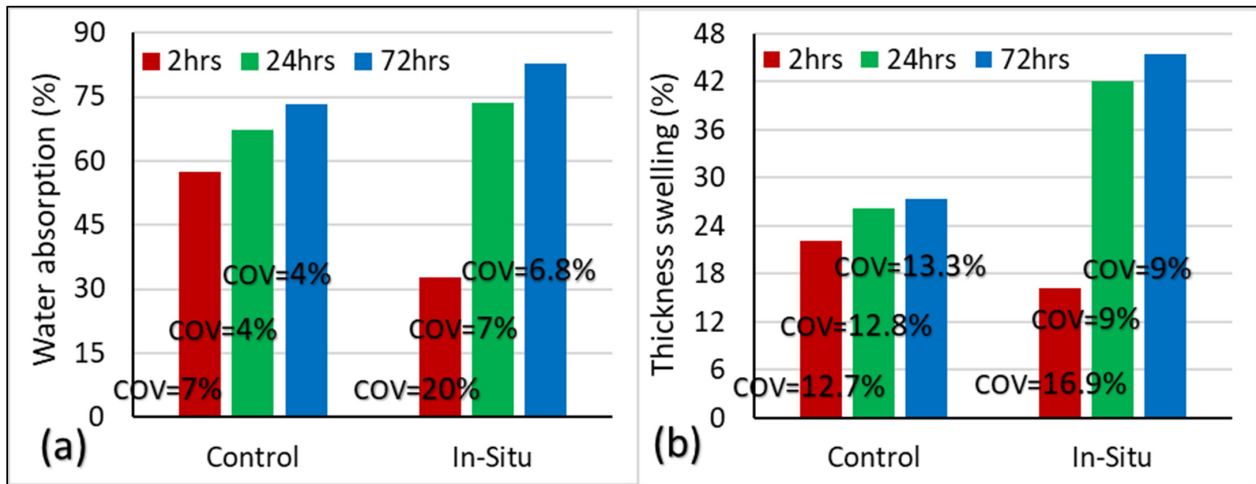 90
75
60
45
30
15
0
Water absorption (%)
2hrs 24hrs 72hrs
COV=4%
COV=4%
COV=7%
COV=6.8%
COV=7%
COV=20%
(a)
Control In-Situ
48
42
36
30
24
18
12
6
0
Thickness swelling (%)
2hrs 24hrs 72hrs
COV=13.3%
COV=12.8%
COV=12.7%
COV=9%
COV=9%
COV=16.9%
(b)
Control In-Situ